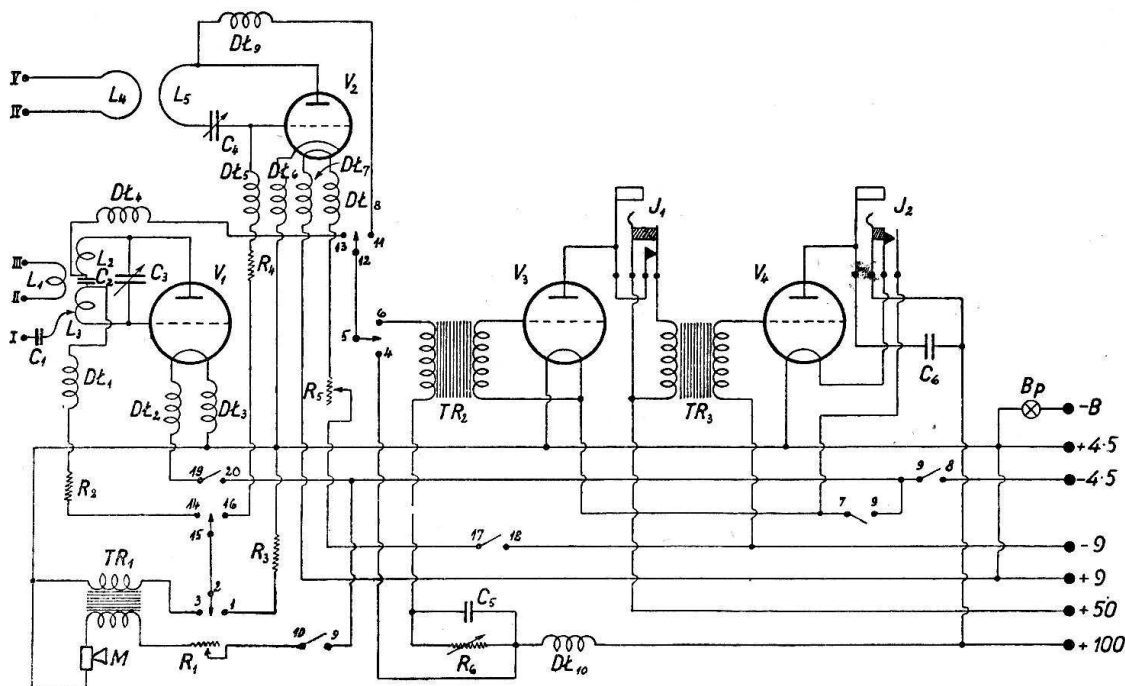 DŁ₉
V₂
V
L₄
L₅
IV
C₄
DŁ₅
DŁ₆
DŁ₇
DŁ₈
DŁ₄
J₁
J₂
13
11
12
III
L₂
C₂
C₃
V₁
R₄
V₃
V₄
L₁
II
L₃
I
C₁
6
5
4
DŁ₁
DŁ₂
DŁ₃
R₅
TR₂
TR₃
C₆
Bp
-B
+4·5
19
20
9
8
-4·5
R₂
14
16
7
9
15
R₃
17
18
-9
TR₁
2
+9
3
1
C₅
+50
10
9
M
R₁
R₆
DŁ₁₀
+100